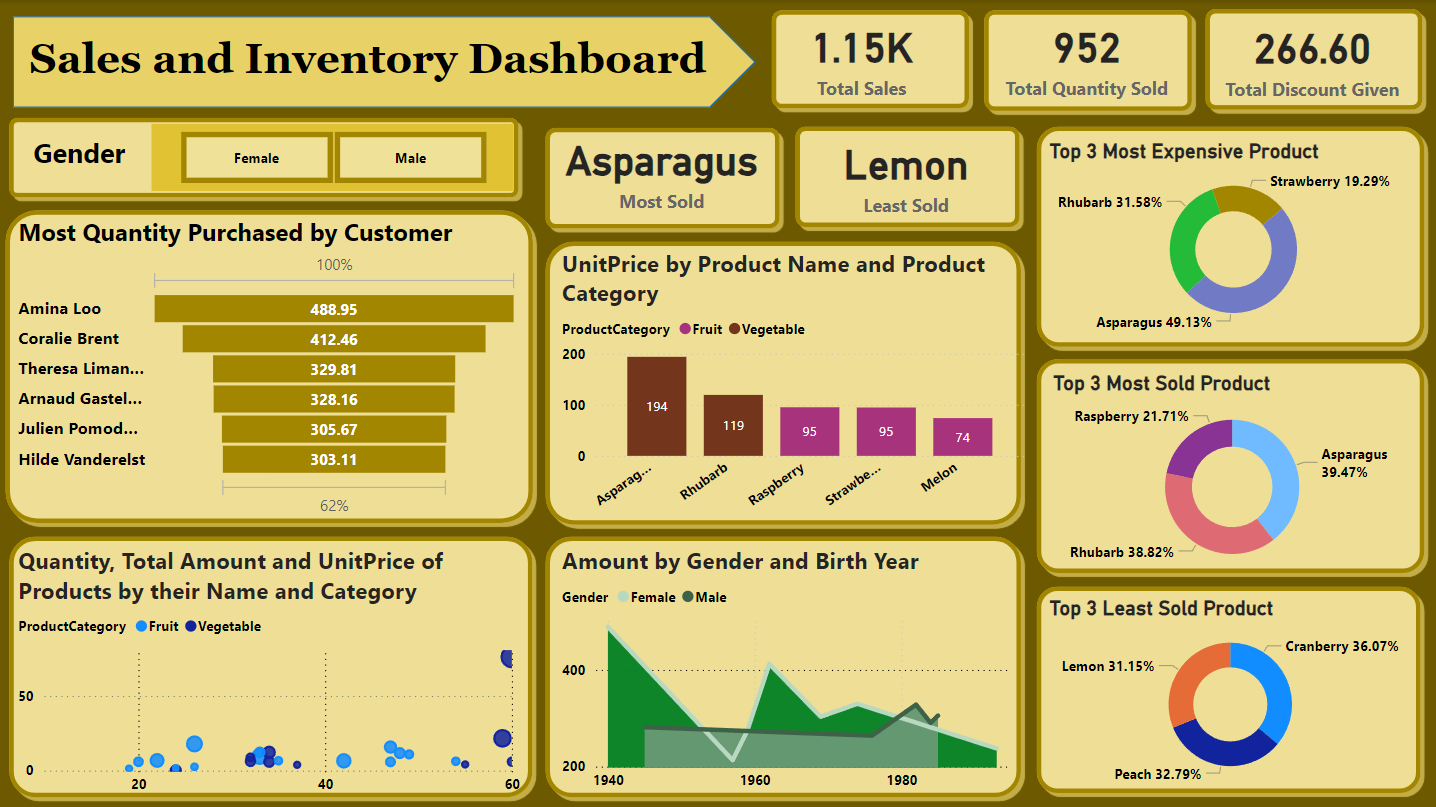 Sales and Inventory Dashboard
1.15K
Total Sales
952
Total Quantity Sold
266.60
Total Discount Given
Gender
Female
Male
Asparagus
Most Sold
Lemon
Least Sold
Most Quantity Purchased by Customer
100%
Amina Loo 488.95
Coralie Brent 412.46
Theresa Liman... 329.81
Arnaud Gastel... 328.16
Julien Pomod... 305.67
Hilde Vanderelst 303.11
62%
UnitPrice by Product Name and Product
Category
ProductCategory Fruit Vegetable
200
100
0
194
119
95
95
74
Asparag...
Rhubarb
Raspberry
Strawbe...
Melon
Top 3 Most Expensive Product
Strawberry 19.29%
Rhubarb 31.58%
Asparagus 49.13%
Top 3 Most Sold Product
Raspberry 21.71%
Asparagus
39.47%
Rhubarb 38.82%
Quantity, Total Amount and UnitPrice of
Products by their Name and Category
ProductCategory Fruit Vegetable
50
0
20 40 60
Amount by Gender and Birth Year
Gender Female Male
400
200
1940 1960 1980
Top 3 Least Sold Product
Cranberry 36.07%
Lemon 31.15%
Peach 32.79%